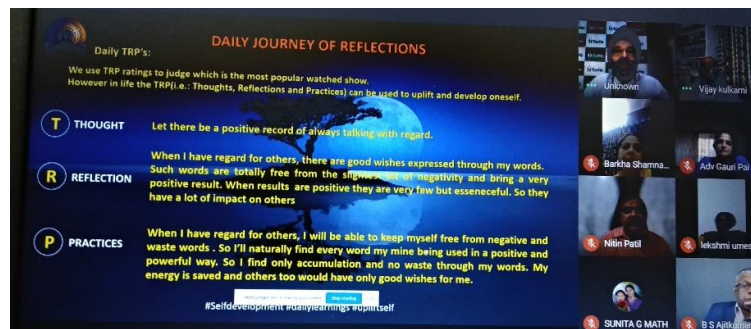 DAILY JOURNEY OF REFLECTIONS
Daily TRP's:
We use TRP ratings to judge which is the most popular watched show.
However in life the TRP(i.e.: Thoughts, Reflections and Practices) can be used to uplift and develop oneself.
T THOUGHT
Let there be a positive record of always talking with regard.
R REFLECTION
When I have regard for others, there are good wishes expressed through my words.
Such words are totally free from the slightest bit of negativity and bring a very
positive result. When results are positive they are very few but esseneceful. So they
have a lot of impact on others
P PRACTICES
When I have regard for others, I will be able to keep myself free from negative and
waste words . So I'll naturally find every word my mine being used in a positive and
powerful way. So I find only accumulation and no waste through my words. My
energy is saved and others too would have only good wishes for me.
Stop sharing
#Selfdevelopment #dailylearnings #upliftself
Unknown
Vijay kulkarni
Barkha Shamna...
Adv Gauri Pai
Nitin Patil
lekshmi umes
SUNITA G MATH
B S Ajitkumar